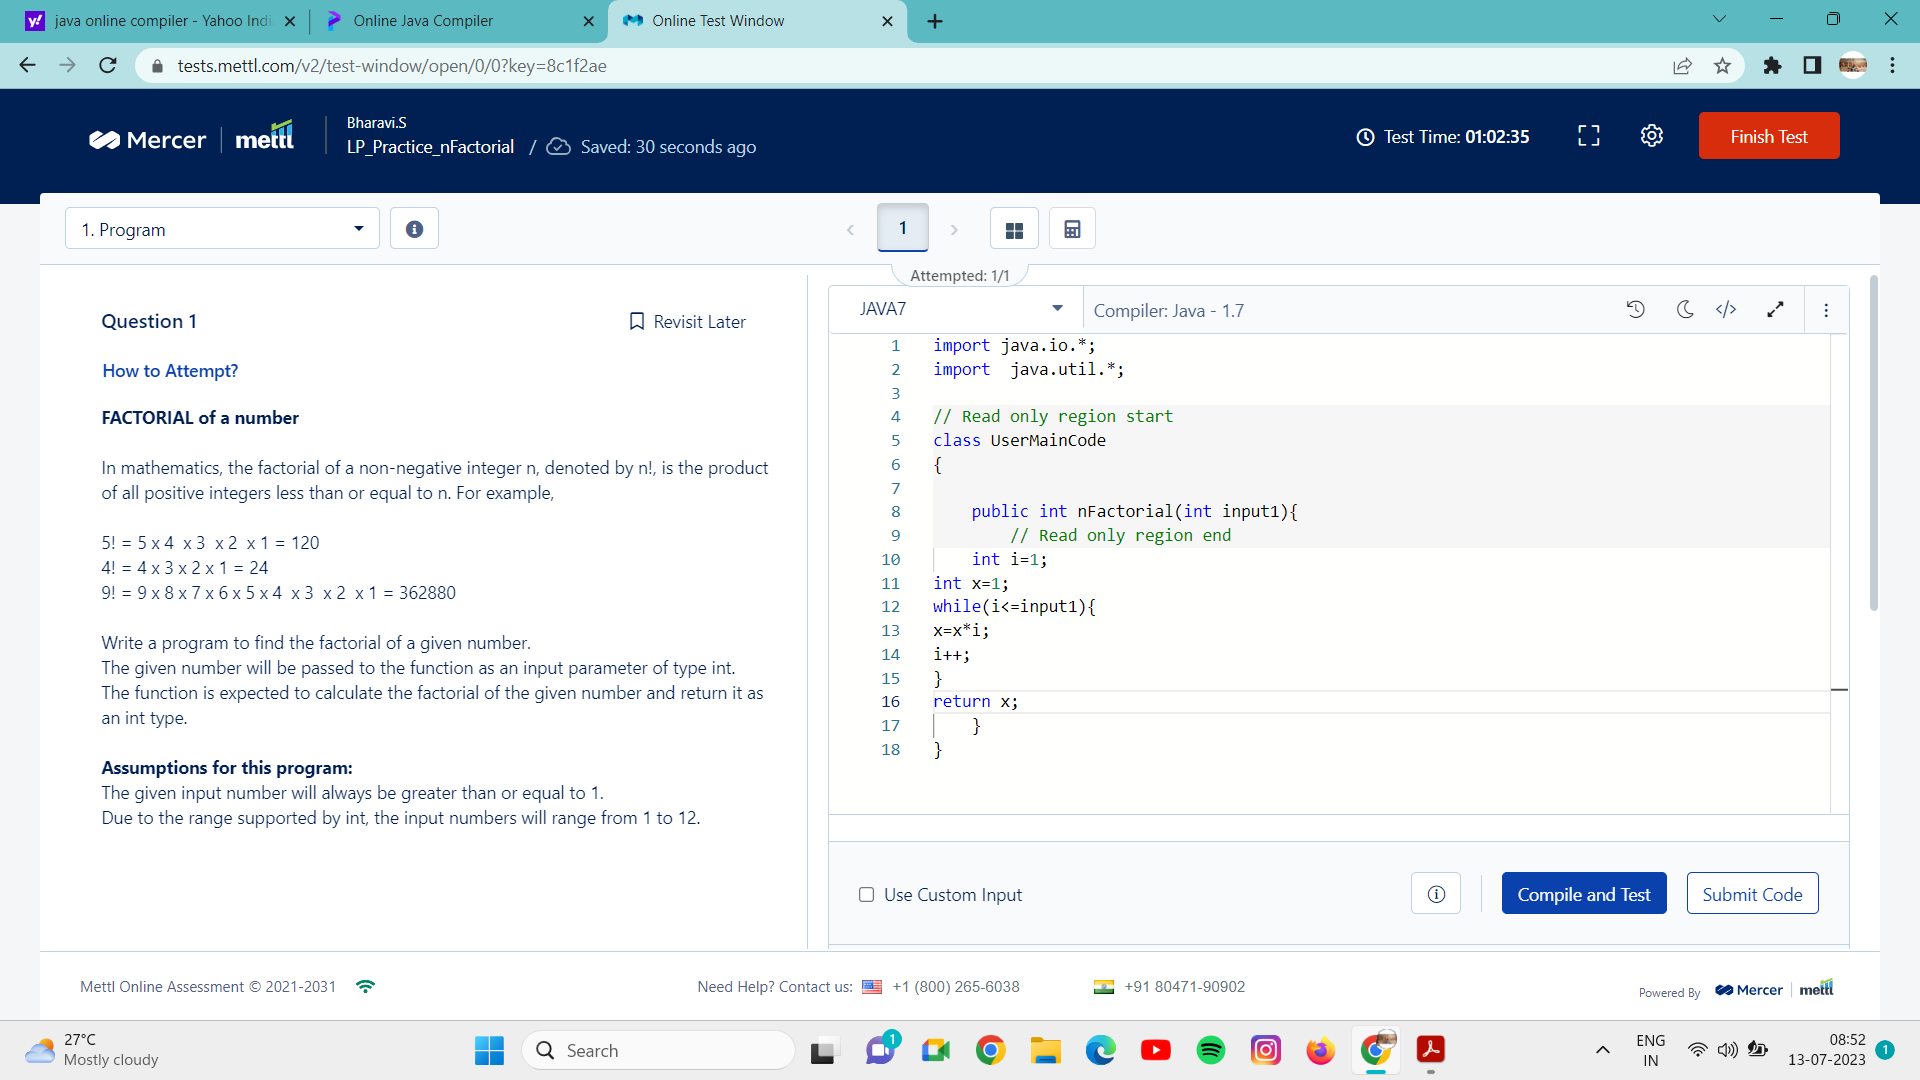 java online compiler - Yahoo Indi
Online Java Compiler
Online Test Window
tests.mettl.com/v2/test-window/open/0/0?key=8c1f2ae
Mercer
mettl
Bharavi.S
LP_Practice_nFactorial / Saved: 30 seconds ago
Test Time: 01:02:35
Finish Test
1. Program
1
Attempted: 1/1
Question 1
Revisit Later
How to Attempt?
FACTORIAL of a number
In mathematics, the factorial of a non-negative integer n, denoted by n!, is the product
of all positive integers less than or equal to n. For example,
5! = 5 x 4 x 3 x 2 x 1 = 120
4! = 4 x 3 x 2 x 1 = 24
9! = 9 x 8 x 7 x 6 x 5 x 4 x 3 x 2 x 1 = 362880
Write a program to find the factorial of a given number.
The given number will be passed to the function as an input parameter of type int.
The function is expected to calculate the factorial of the given number and return it as
an int type.
Assumptions for this program:
The given input number will always be greater than or equal to 1.
Due to the range supported by int, the input numbers will range from 1 to 12.
JAVA7
Compiler: Java - 1.7
1 import java.io.*;
2 import  java.util.*;
3
4 // Read only region start
5 class UserMainCode
6 {
7
8     public int nFactorial(int input1){
9         // Read only region end
10     int i=1;
11 int x=1;
12 while(i<=input1){
13 x=x*i;
14 i++;
15 }
16 return x;
17     }
18 }
Use Custom Input
Compile and Test
Submit Code
Mettl Online Assessment © 2021-2031
Need Help? Contact us: +1 (800) 265-6038
+91 80471-90902
Powered By Mercer mettl
27°C
Mostly cloudy
Search
1
ENG
IN
08:52
13-07-2023
1